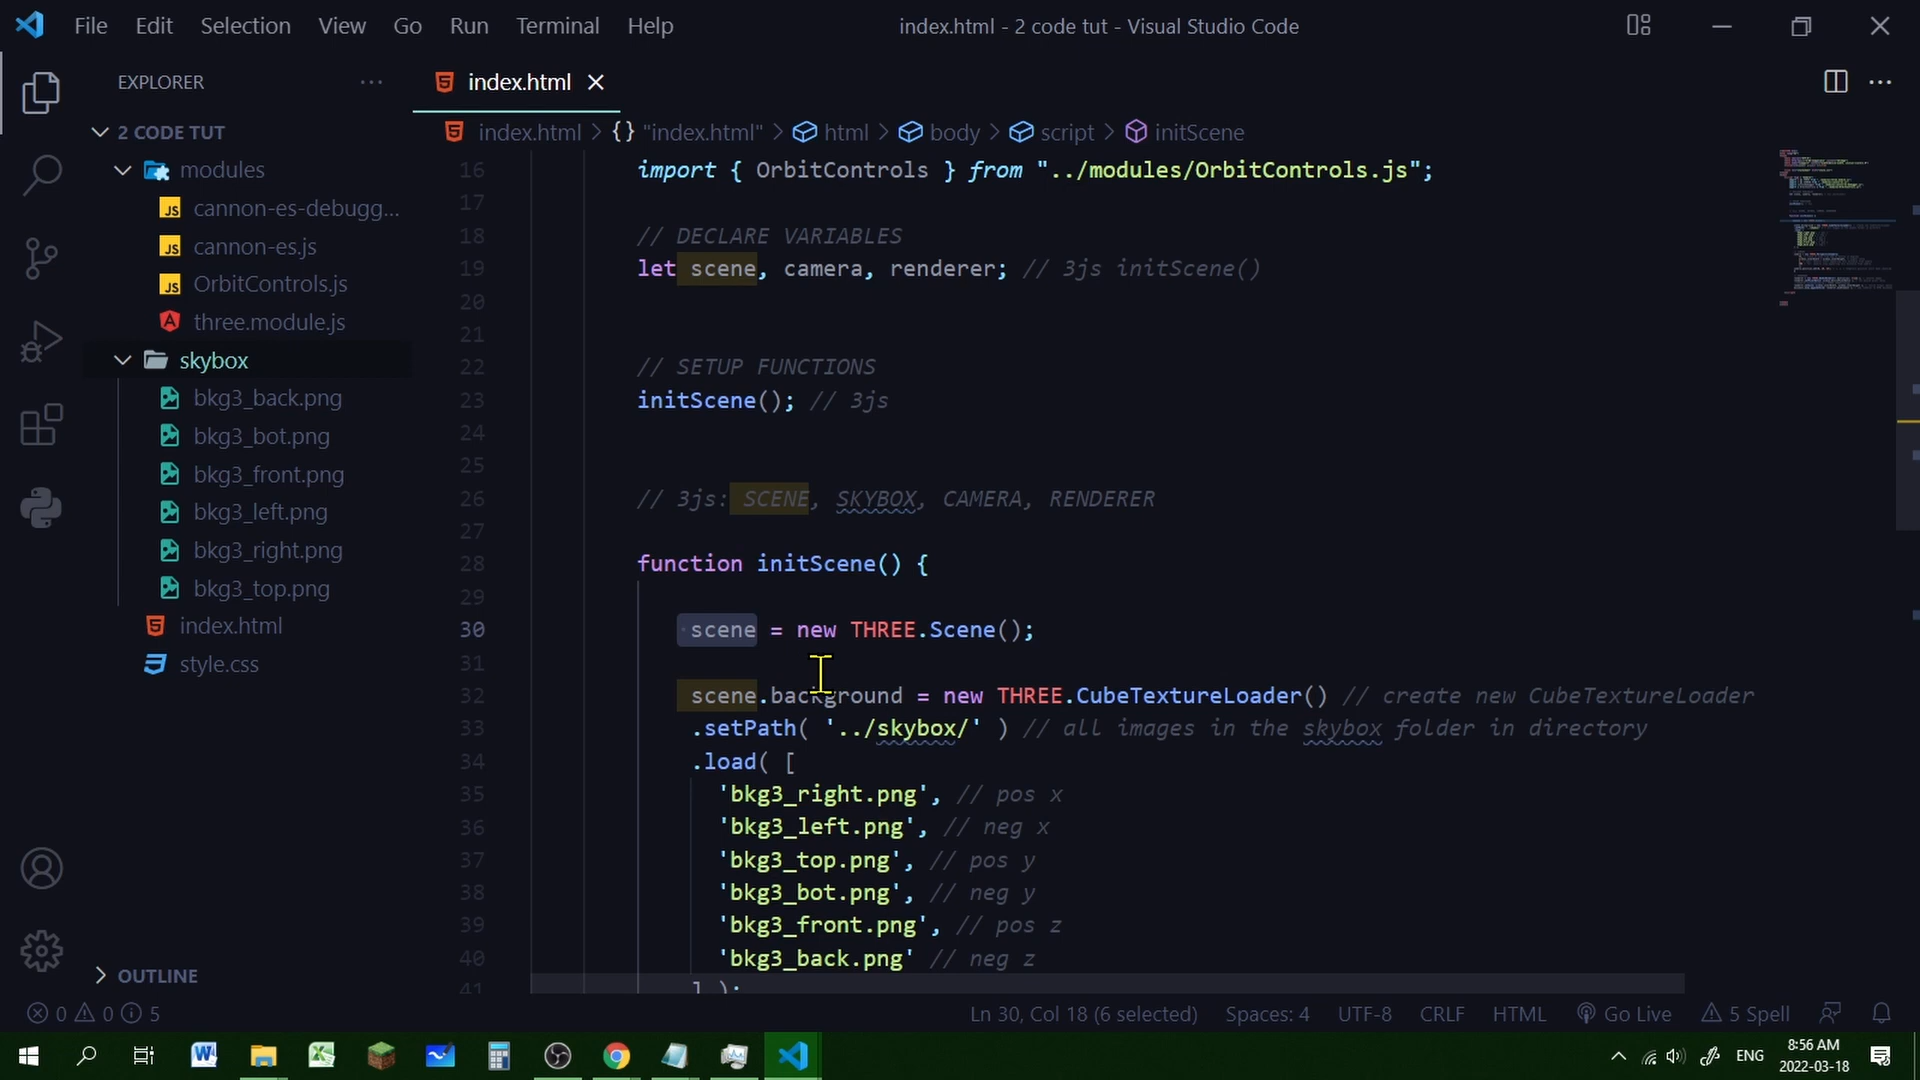 File Edit Selection View Go Run Terminal Help
index.html - 2 code tut - Visual Studio Code
EXPLORER
2 CODE TUT
modules
cannon-es-debugg...
cannon-es.js
OrbitControls.js
three.module.js
skybox
bkg3_back.png
bkg3_bot.png
bkg3_front.png
bkg3_left.png
bkg3_right.png
bkg3_top.png
index.html
style.css
OUTLINE
index.html
index.html > {} "index.html" > html > body > script > initScene
16 import { OrbitControls } from "../modules/OrbitControls.js";
17
18 // DECLARE VARIABLES
19 let scene, camera, renderer; // 3js initScene()
20
21
22 // SETUP FUNCTIONS
23 initScene(); // 3js
24
25
26 // 3js: SCENE, SKYBOX, CAMERA, RENDERER
27
28 function initScene() {
29
30 scene = new THREE.Scene();
31
32 scene.background = new THREE.CubeTextureLoader() // create new CubeTextureLoader
33 .setPath( '../skybox/' ) // all images in the skybox folder in directory
34 .load( [
35 'bkg3_right.png', // pos x
36 'bkg3_left.png', // neg x
37 'bkg3_top.png', // pos y
38 'bkg3_bot.png', // neg y
39 'bkg3_front.png', // pos z
40 'bkg3_back.png' // neg z
41 ] );
0 0 5
Ln 30, Col 18 (6 selected) Spaces: 4 UTF-8 CRLF HTML Go Live 5 Spell
ENG
8:56 AM
2022-03-18